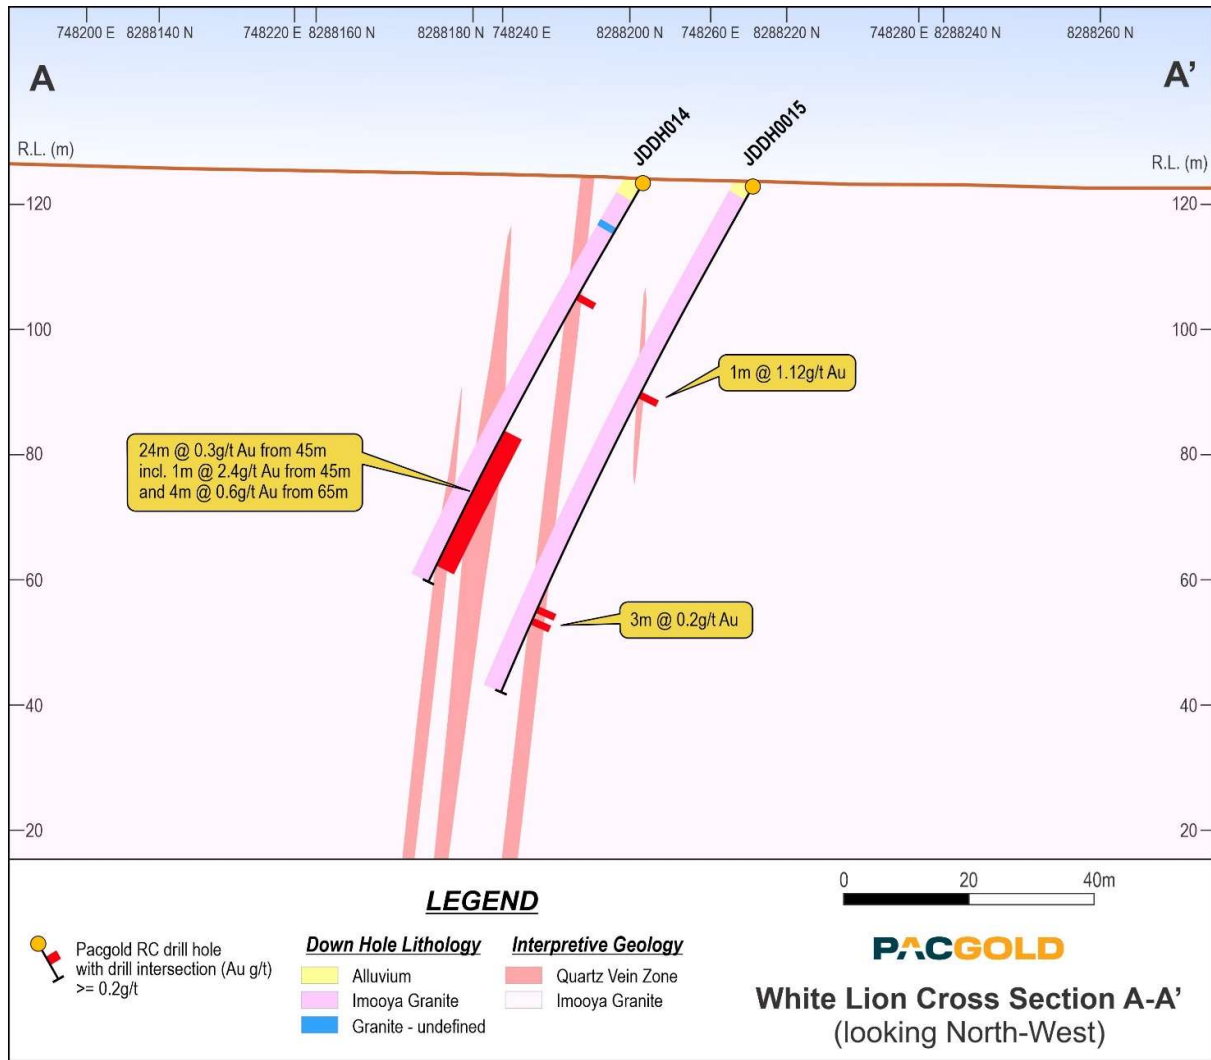 748200 E 8288140 N 748220 E 8288160 N 8288180 N 748240 E 8288200 N 748260 E 8288220 N 748280 E 8288240 N 8288260 N
A A’
JDDH014 JDDH0015
R.L. (m) R.L. (m)
120 120
100 100
1m @ 1.12g/t Au
24m @ 0.3g/t Au from 45m
incl. 1m @ 2.4g/t Au from 45m
and 4m @ 0.6g/t Au from 65m
80 80
60 60
3m @ 0.2g/t Au
40 40
20 20
LEGEND
Pacgold RC drill hole
with drill intersection (Au g/t)
>= 0.2g/t
Down Hole Lithology
Alluvium
Imooya Granite
Granite - undefined
Interpretive Geology
Quartz Vein Zone
Imooya Granite
0 20 40m
PACGOLD
White Lion Cross Section A-A’
(looking North-West)